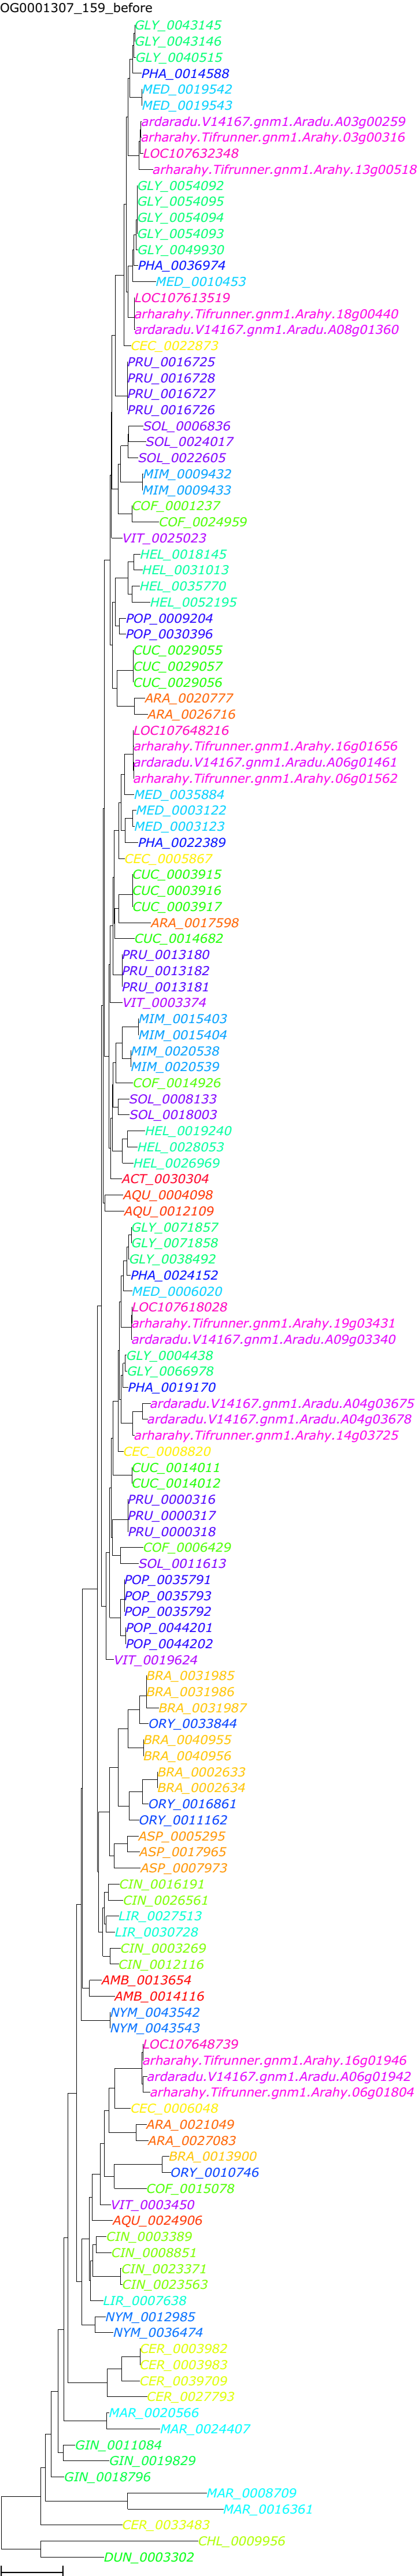 OG0001307_159_before
GLY_0043145
GLY_0043146
GLY_0040515
PHA_0014588
MED_0019542
MED_0019543
ardaradu.V14167.gnm1.Aradu.A03g00259
arharahy.Tifrunner.gnm1.Arahy.03g00316
LOC107632348
arharahy.Tifrunner.gnm1.Arahy.13g00518
GLY_0054092
GLY_0054095
GLY_0054094
GLY_0054093
GLY_0049930
PHA_0036974
MED_0010453
LOC107613519
arharahy.Tifrunner.gnm1.Arahy.18g00440
ardaradu.V14167.gnm1.Aradu.A08g01360
CEC_0022873
PRU_0016725
PRU_0016728
PRU_0016727
PRU_0016726
SOL_0006836
SOL_0024017
SOL_0022605
MIM_0009432
MIM_0009433
COF_0001237
COF_0024959
VIT_0025023
HEL_0018145
HEL_0031013
HEL_0035770
HEL_0052195
POP_0009204
POP_0030396
CUC_0029055
CUC_0029057
CUC_0029056
ARA_0020777
ARA_0026716
LOC107648216
arharahy.Tifrunner.gnm1.Arahy.16g01656
ardaradu.V14167.gnm1.Aradu.A06g01461
arharahy.Tifrunner.gnm1.Arahy.06g01562
MED_0035884
MED_0003122
MED_0003123
PHA_0022389
CEC_0005867
CUC_0003915
CUC_0003916
CUC_0003917
ARA_0017598
CUC_0014682
PRU_0013180
PRU_0013182
PRU_0013181
VIT_0003374
MIM_0015403
MIM_0015404
MIM_0020538
MIM_0020539
COF_0014926
SOL_0008133
SOL_0018003
HEL_0019240
HEL_0028053
HEL_0026969
ACT_0030304
AQU_0004098
AQU_0012109
GLY_0071857
GLY_0071858
GLY_0038492
PHA_0024152
MED_0006020
LOC107618028
arharahy.Tifrunner.gnm1.Arahy.19g03431
ardaradu.V14167.gnm1.Aradu.A09g03340
GLY_0004438
GLY_0066978
PHA_0019170
ardaradu.V14167.gnm1.Aradu.A04g03675
ardaradu.V14167.gnm1.Aradu.A04g03678
arharahy.Tifrunner.gnm1.Arahy.14g03725
CEC_0008820
CUC_0014011
CUC_0014012
PRU_0000316
PRU_0000317
PRU_0000318
COF_0006429
SOL_0011613
POP_0035791
POP_0035793
POP_0035792
POP_0044201
POP_0044202
VIT_0019624
BRA_0031985
BRA_0031986
BRA_0031987
ORY_0033844
BRA_0040955
BRA_0040956
BRA_0002633
BRA_0002634
ORY_0016861
ORY_0011162
ASP_0005295
ASP_0017965
ASP_0007973
CIN_0016191
CIN_0026561
LIR_0027513
LIR_0030728
CIN_0003269
CIN_0012116
AMB_0013654
AMB_0014116
NYM_0043542
NYM_0043543
LOC107648739
arharahy.Tifrunner.gnm1.Arahy.16g01946
ardaradu.V14167.gnm1.Aradu.A06g01942
arharahy.Tifrunner.gnm1.Arahy.06g01804
CEC_0006048
ARA_0021049
ARA_0027083
BRA_0013900
ORY_0010746
COF_0015078
VIT_0003450
AQU_0024906
CIN_0003389
CIN_0008851
CIN_0023371
CIN_0023563
LIR_0007638
NYM_0012985
NYM_0036474
CER_0003982
CER_0003983
CER_0039709
CER_0027793
MAR_0020566
MAR_0024407
GIN_0011084
GIN_0019829
GIN_0018796
MAR_0008709
MAR_0016361
CER_0033483
CHL_0009956
DUN_0003302